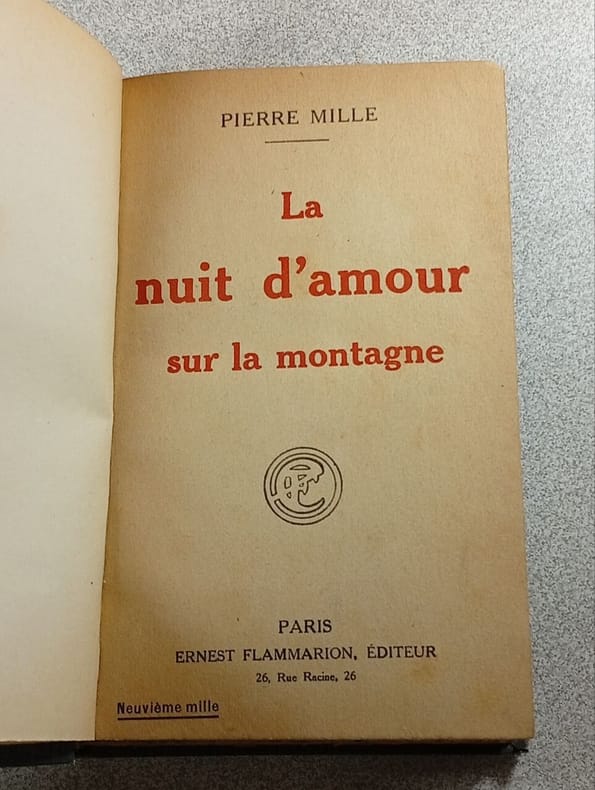 PIERRE MILLE
La
nuit d'amour
sur la montagne
PARIS
ERNEST FLAMMARION, ÉDITEUR
26, Rue Racine, 26
Neuvième mille